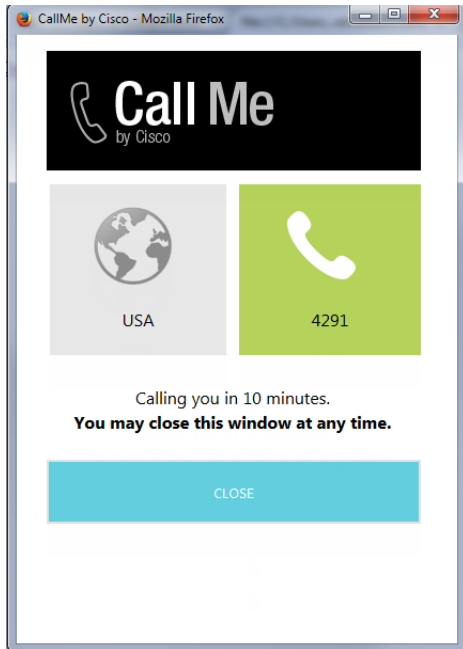 CallMe by Cisco - Mozilla Firefox
Call Me
by Cisco
USA
4291
Calling you in 10 minutes.
You may close this window at any time.
CLOSE